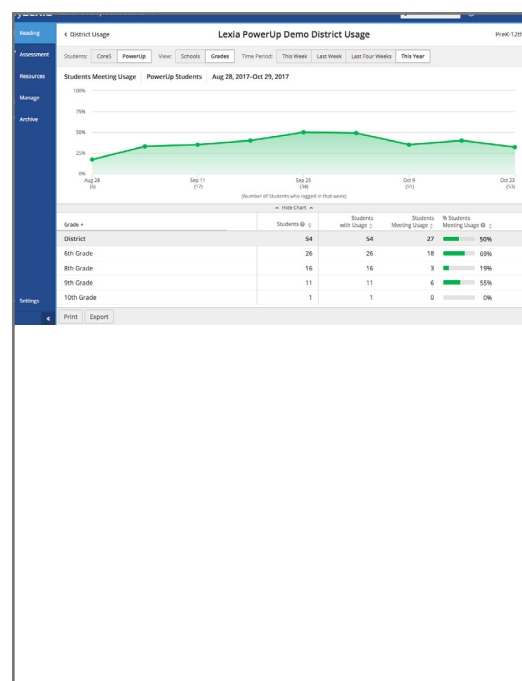 Reading
Assessment
Resources
Manage
Archive
Settings
«
‹ District Usage
Lexia PowerUp Demo District Usage
PreK-12th
Students: Core5 PowerUp View: Schools Grades Time Period: This Week Last Week Last Four Weeks This Year
Students Meeting Usage PowerUp Students Aug 28, 2017-Oct 29, 2017
100%
75%
50%
25%
0%
Aug 28 Sep 11 Sep 25 Oct 9 Oct 23
(6) (17) (34) (51) (53)
(Number of Students who logged in that week)
Hide Chart
Grade Students Students with Usage Students Meeting Usage % Students Meeting Usage
District 54 54 27 50%
6th Grade 26 26 18 69%
8th Grade 16 16 3 19%
9th Grade 11 11 6 55%
10th Grade 1 1 0 0%
Print Export